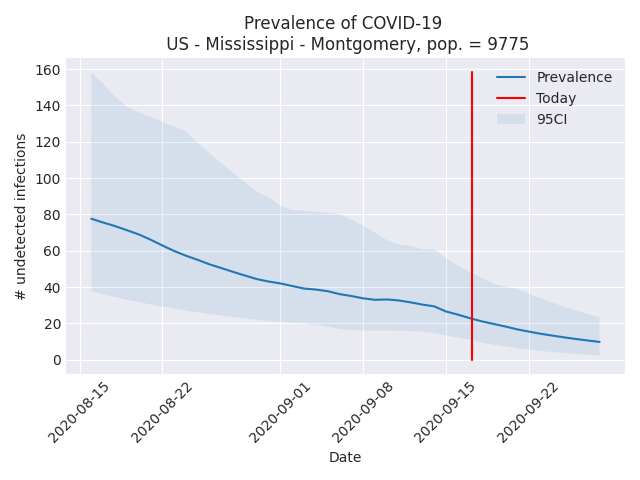 Prevalence of COVID-19
US - Mississippi - Montgomery, pop. = 9775
160
140
120
100
80
60
40
20
0
# undetected infections
Prevalence
Today
95CI
2020-08-15
2020-08-22
2020-09-01
2020-09-08
2020-09-15
2020-09-22
Date